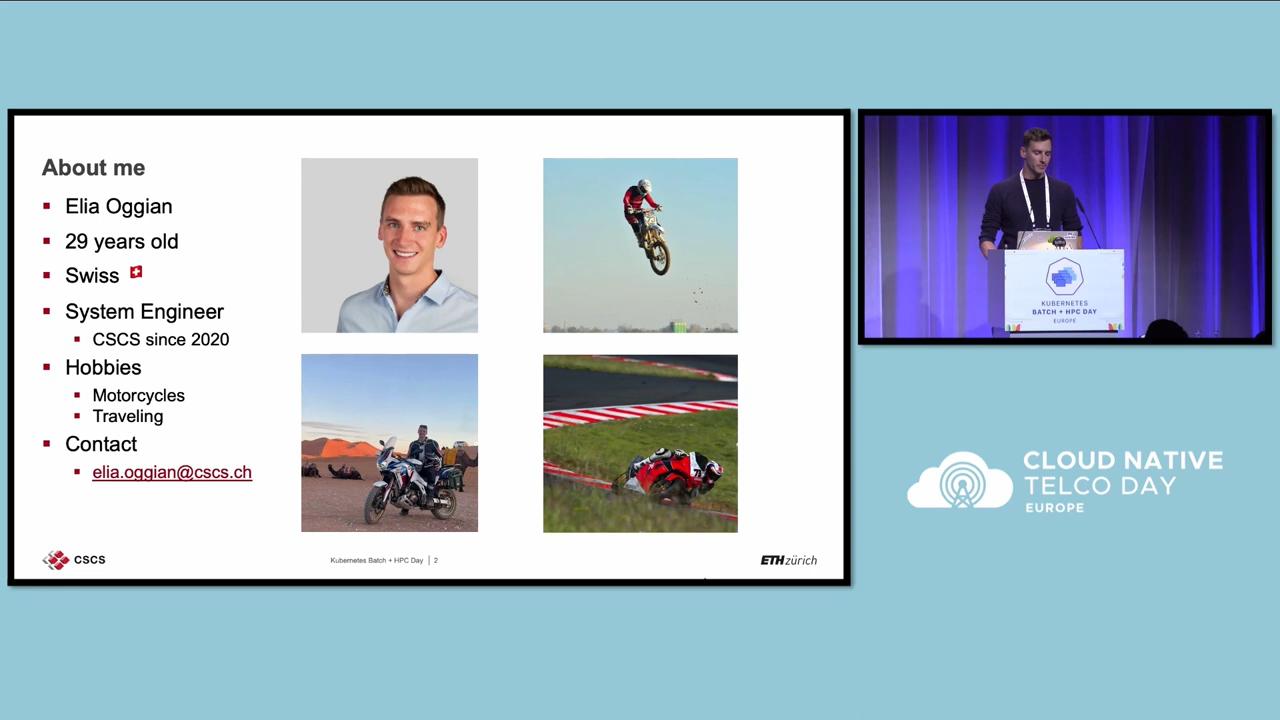 About me
Elia Oggian
29 years old
Swiss
System Engineer
CSCS since 2020
Hobbies
Motorcycles
Traveling
Contact
elia.oggian@cscs.ch
CSCS
Kubernetes Batch + HPC Day | 2
ETH zürich
KUBERNETES
BATCH + HPC DAY
EUROPE
CLOUD NATIVE
TELCO DAY
EUROPE